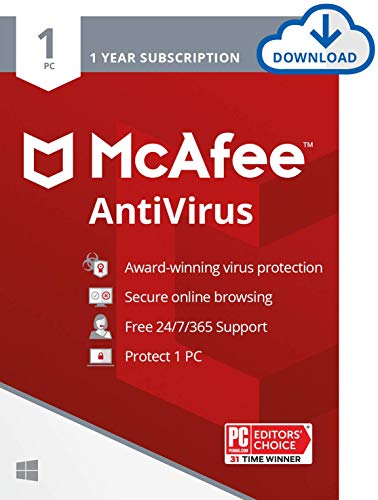 1
PC
1 YEAR SUBSCRIPTION
DOWNLOAD
McAfee™
AntiVirus
Award-winning virus protection
Secure online browsing
Free 24/7/365 Support
Protect 1 PC
PC
PCMAG.COM
EDITORS'
CHOICE
31 TIME WINNER